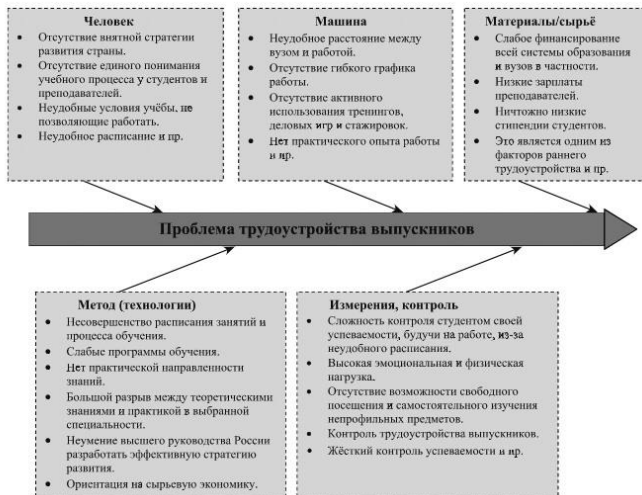 Человек
• Отсутствие внятной стратегии
развития страны.
• Отсутствие единого понимания
учебного процесса у студентов и
преподавателей.
• Неудобные условия учёбы, не
позволяющие работать.
• Неудобное расписание и пр.
Машина
• Неудобное расстояние между
вузом и работой.
• Отсутствие гибкого графика
работы.
• Отсутствие активного
использования тренингов,
деловых игр и стажировок.
• Нет практического опыта работы
и пр.
Материалы/сырьё
• Слабое финансирование
всей системы образования
и вузов в частности.
• Низкие зарплаты
преподавателей.
• Ничтожно низкие
стипендии студентов.
• Это является одним из
факторов раннего
трудоустройства и пр.
Проблема трудоустройства выпускников
Метод (технологии)
• Несовершенство расписания занятий и
процесса обучения.
• Слабые программы обучения.
• Нет практической направленности
знаний.
• Большой разрыв между теоретическими
знаниями и практикой в выбранной
специальности.
• Неумение высшего руководства России
разработать эффективную стратегию
развития.
• Ориентация на сырьевую экономику.
Измерения, контроль
• Сложность контроля студентом своей
успеваемости, будучи на работе, из-за
неудобного расписания.
• Высокая эмоциональная и физическая
нагрузка.
• Отсутствие возможности свободного
посещения и самостоятельного изучения
непрофильных предметов.
• Контроль трудоустройства выпускников.
• Жёсткий контроль успеваемости и пр.